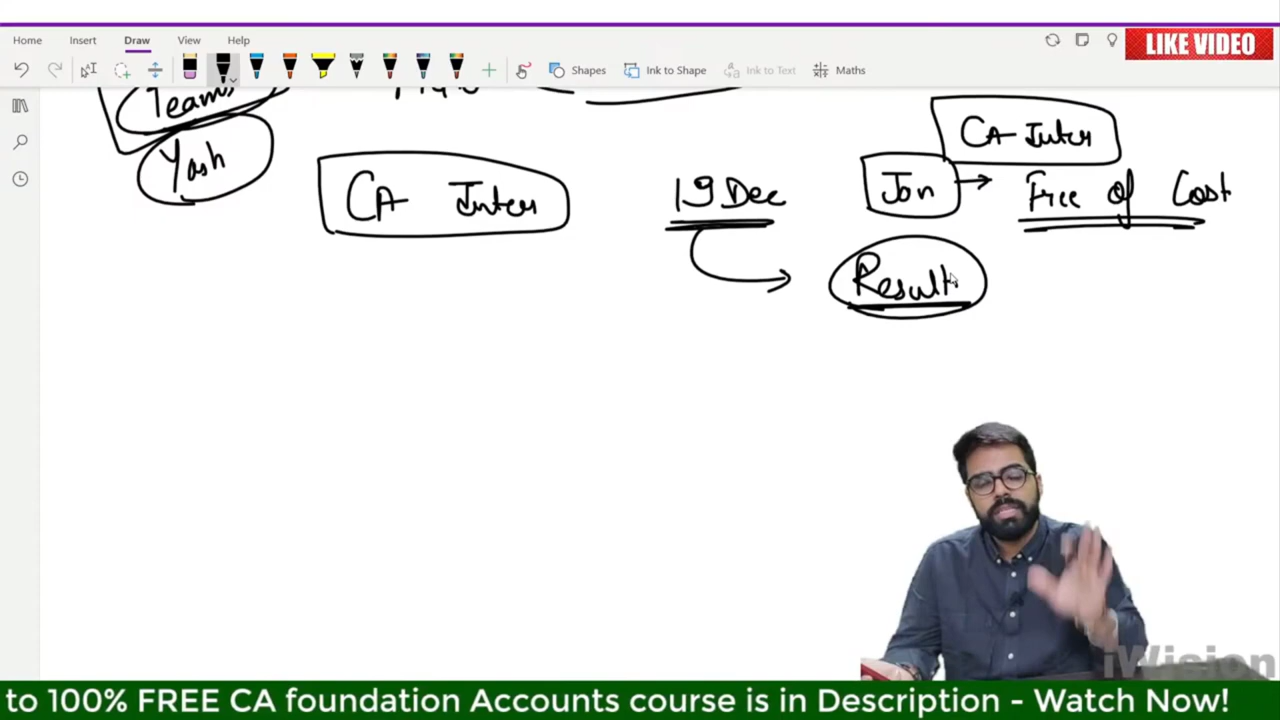 Home Insert Draw View Help
LIKE VIDEO
Shapes Ink to Shape Ink to Text Maths
Teams
Yash
CA Inter
CA Inter
19 Dec
Jan → Free of Cost
Result
iWision
to 100% FREE CA foundation Accounts course is in Description - Watch Now!